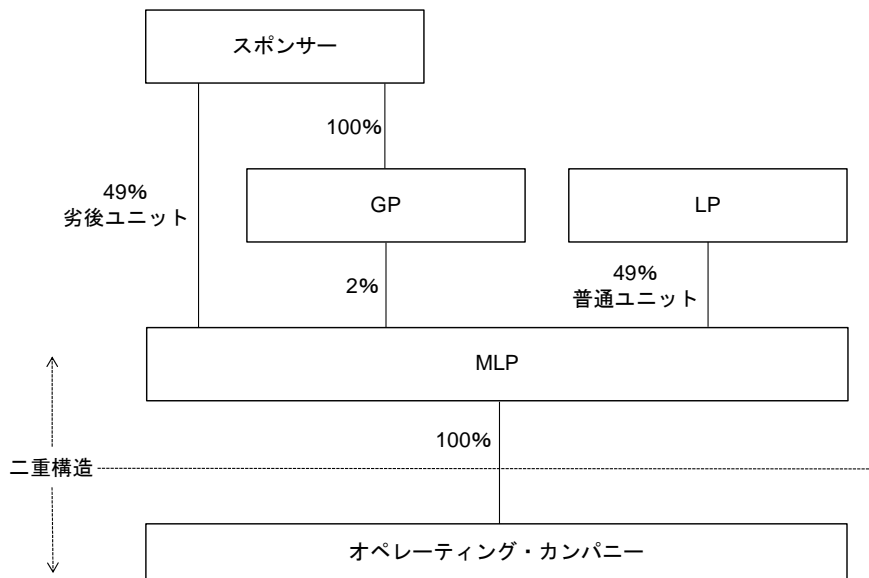 スポンサー
100%
49%
劣後ユニット
GP
LP
2%
49%
普通ユニット
MLP
100%
二重構造
オペレーティング・カンパニー